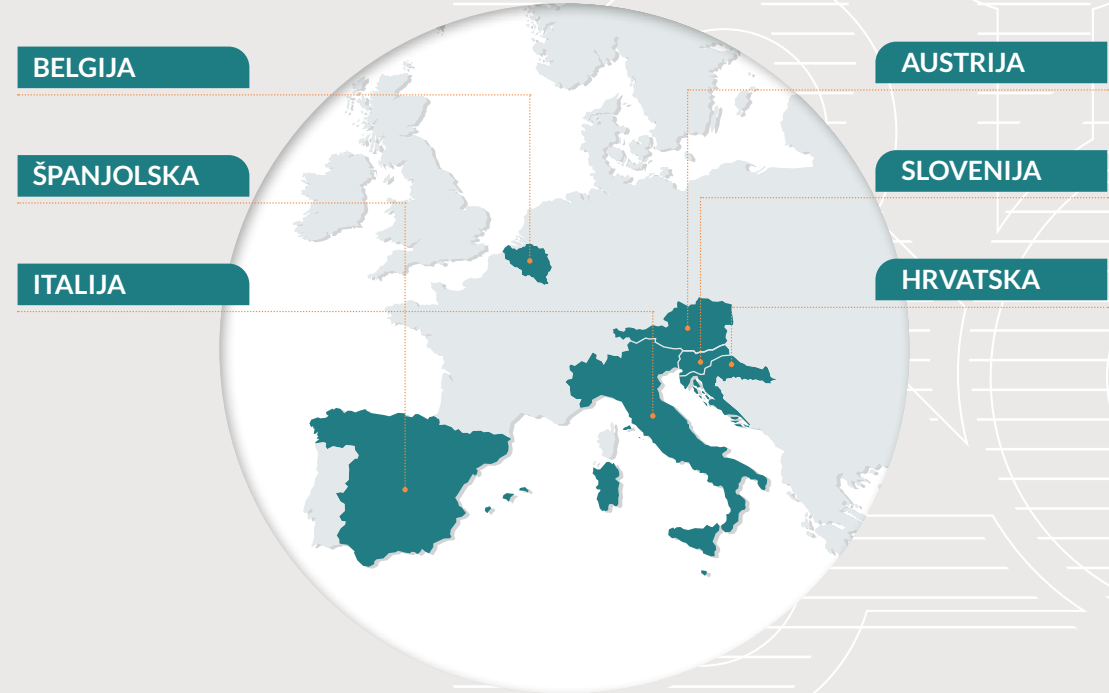 BELGIJA
ŠPANJOLSKA
ITALIJA
AUSTRIJA
SLOVENIJA
HRVATSKA